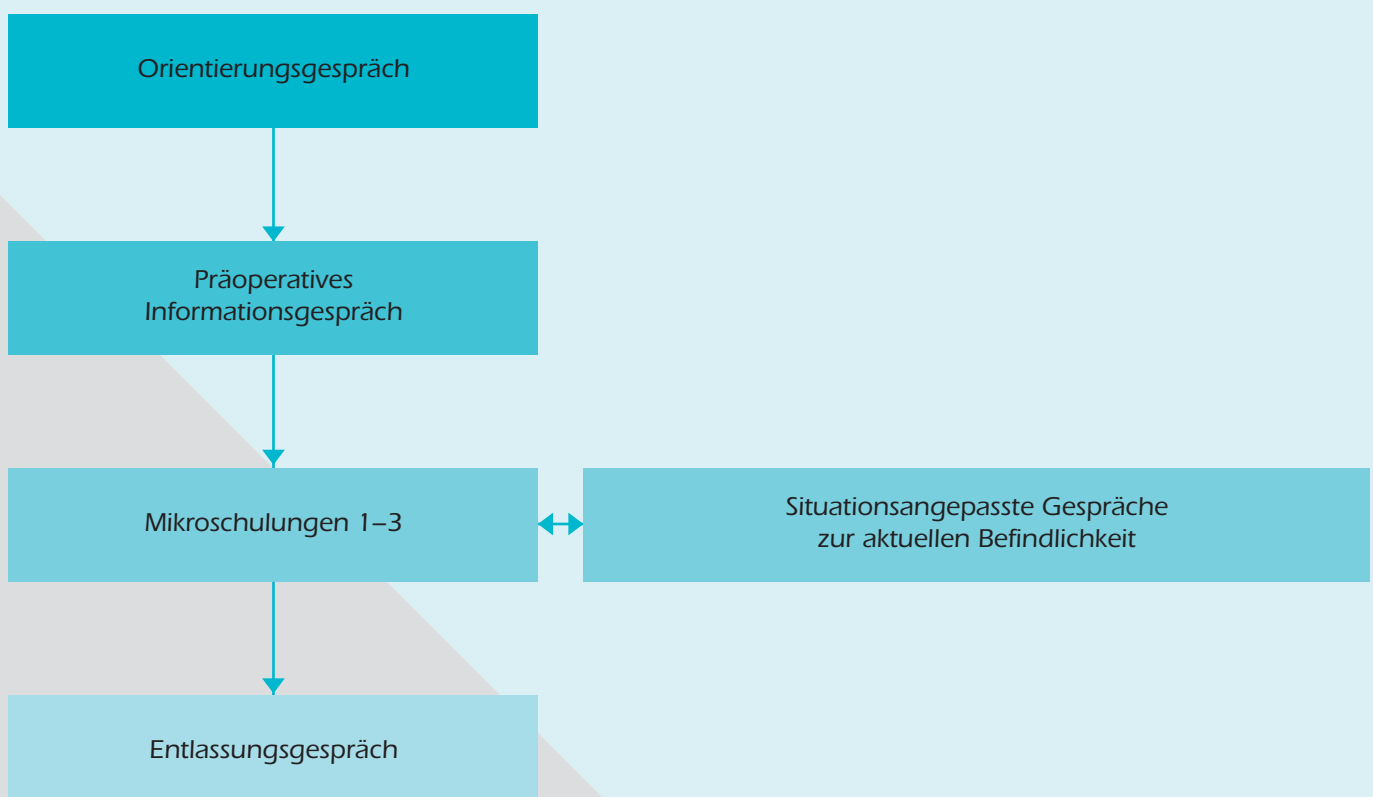 Orientierungsgespräch
Präoperatives
Informationsgespräch
Mikroschulungen 1–3
Situationsangepasste Gespräche
zur aktuellen Befindlichkeit
Entlassungsgespräch